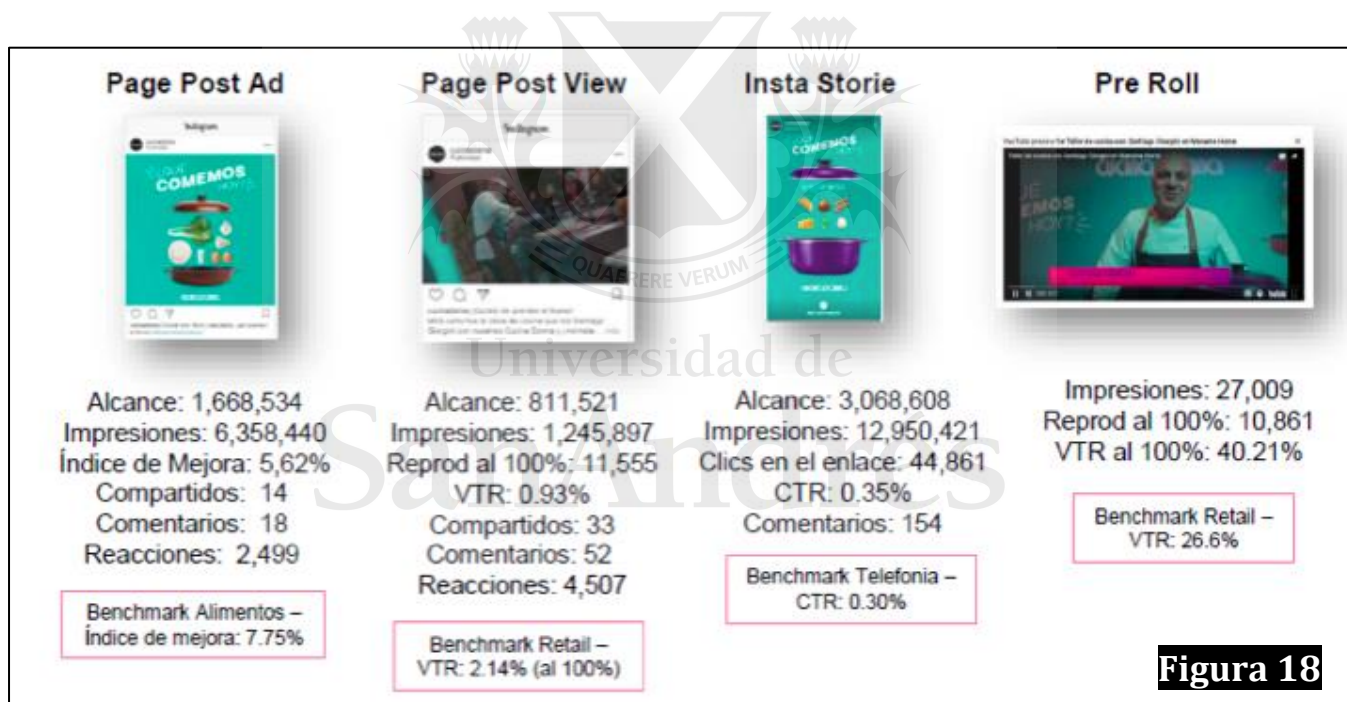 Page Post Ad
Instagram
¿QUÉ
COMEMOS
HOY?
Alcance: 1,668,534
Impresiones: 6,358,440
Índice de Mejora: 5,62%
Compartidos: 14
Comentarios: 18
Reacciones: 2,499
Benchmark Alimentos –
Índice de mejora: 7.75%
Page Post View
Instagram
Alcance: 811,521
Impresiones: 1,245,897
Reprod al 100%: 11,555
VTR: 0.93%
Compartidos: 33
Comentarios: 52
Reacciones: 4,507
Benchmark Retail –
VTR: 2.14% (al 100%)
Insta Storie
COMEMOS
Alcance: 3,068,608
Impresiones: 12,950,421
Clics en el enlace: 44,861
CTR: 0.35%
Comentarios: 154
Benchmark Telefonia –
CTR: 0.30%
Pre Roll
Impresiones: 27,009
Reprod al 100%: 10,861
VTR al 100%: 40.21%
Benchmark Retail –
VTR: 26.6%
QUAERERE VERUM
Universidad de
SanAndrés
Figura 18